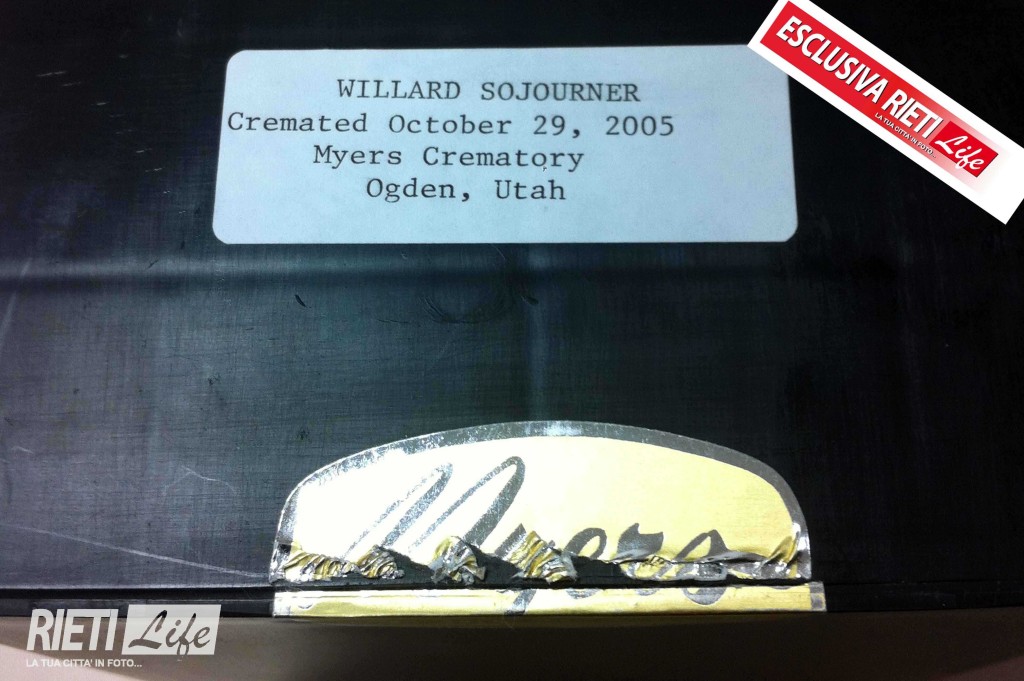 WILLARD SOJOURNER
Cremated October 29, 2005
Myers Crematory
Ogden, Utah
ESCLUSIVA RIETI Life
LA TUA CITTA' IN FOTO...
Myers
RIETI Life
LA TUA CITTA' IN FOTO...